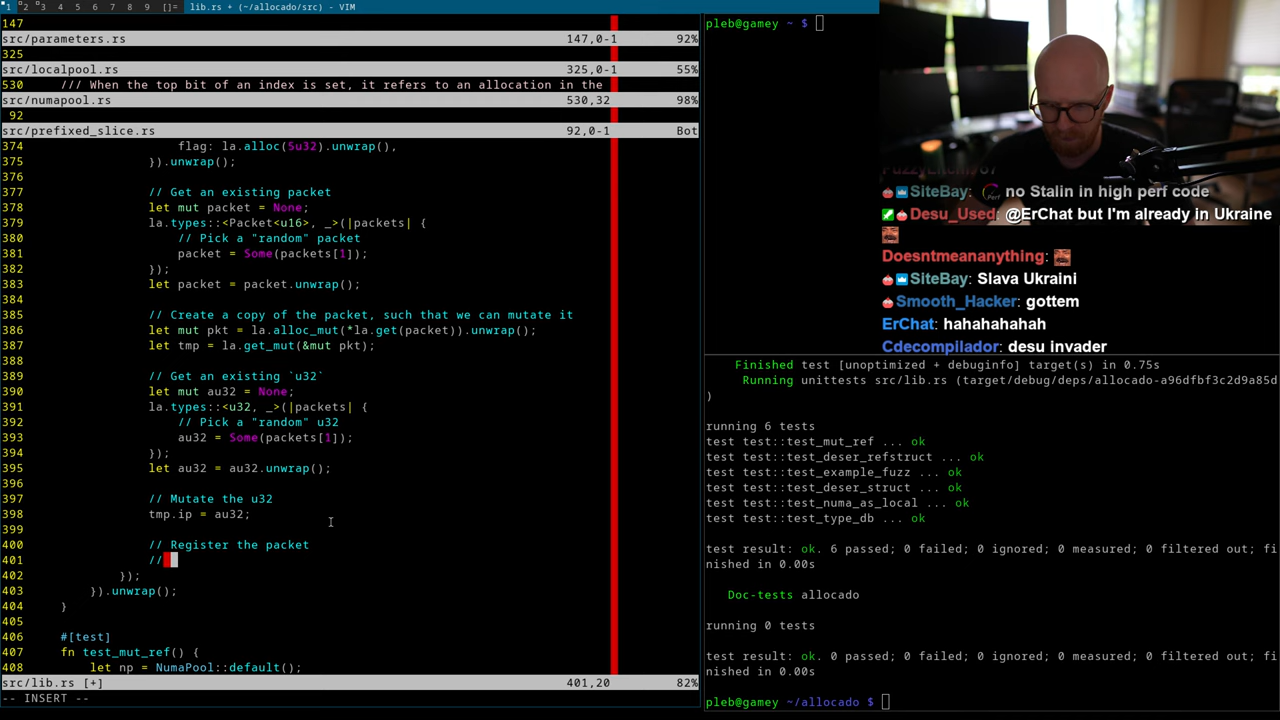 1 2 3 4 5 6 7 8 9 []= lib.rs + (~/allocado/src) - VIM
147
src/parameters.rs 147,0-1 92%
325
src/localpool.rs 325,0-1 55%
530 /// When the top bit of an index is set, it refers to an allocation in the
src/numapool.rs 530,32 98%
92
src/prefixed_slice.rs 92,0-1 Bot
374 flag: la.alloc(5u32).unwrap(),
375 }).unwrap();
376
377 // Get an existing packet
378 let mut packet = None;
379 la.types::<Packet<u16>, _>(|packets| {
380 // Pick a "random" packet
381 packet = Some(packets[1]);
382 });
383 let packet = packet.unwrap();
384
385 // Create a copy of the packet, such that we can mutate it
386 let mut pkt = la.alloc_mut(*la.get(packet)).unwrap();
387 let tmp = la.get_mut(&mut pkt);
388
389 // Get an existing `u32`
390 let mut au32 = None;
391 la.types::<u32, _>(|packets| {
392 // Pick a "random" u32
393 au32 = Some(packets[1]);
394 });
395 let au32 = au32.unwrap();
396
397 // Mutate the u32
398 tmp.ip = au32;
399
400 // Register the packet
401 //
402 });
403 }).unwrap();
404 }
405
406 #[test]
407 fn test_mut_ref() {
408 let np = NumaPool::default();
src/lib.rs [+] 401,20 82%
-- INSERT --
pleb@gamey ~ $
SiteBay: no Stalin in high perf code
Desu_Used: @ErChat but I'm already in Ukraine
Doesntmeananything:
SiteBay: Slava Ukraini
Smooth_Hacker: gottem
ErChat: hahahahahah
Cdecompilador: desu invader
Finished test [unoptimized + debuginfo] target(s) in 0.75s
Running unittests src/lib.rs (target/debug/deps/allocado-a96dfbf3c2d9a85d
)
running 6 tests
test test::test_mut_ref ... ok
test test::test_deser_refstruct ... ok
test test::test_example_fuzz ... ok
test test::test_deser_struct ... ok
test test::test_numa_as_local ... ok
test test::test_type_db ... ok
test result: ok. 6 passed; 0 failed; 0 ignored; 0 measured; 0 filtered out; fi
nished in 0.00s
Doc-tests allocado
running 0 tests
test result: ok. 0 passed; 0 failed; 0 ignored; 0 measured; 0 filtered out; fi
nished in 0.00s
pleb@gamey ~/allocado $